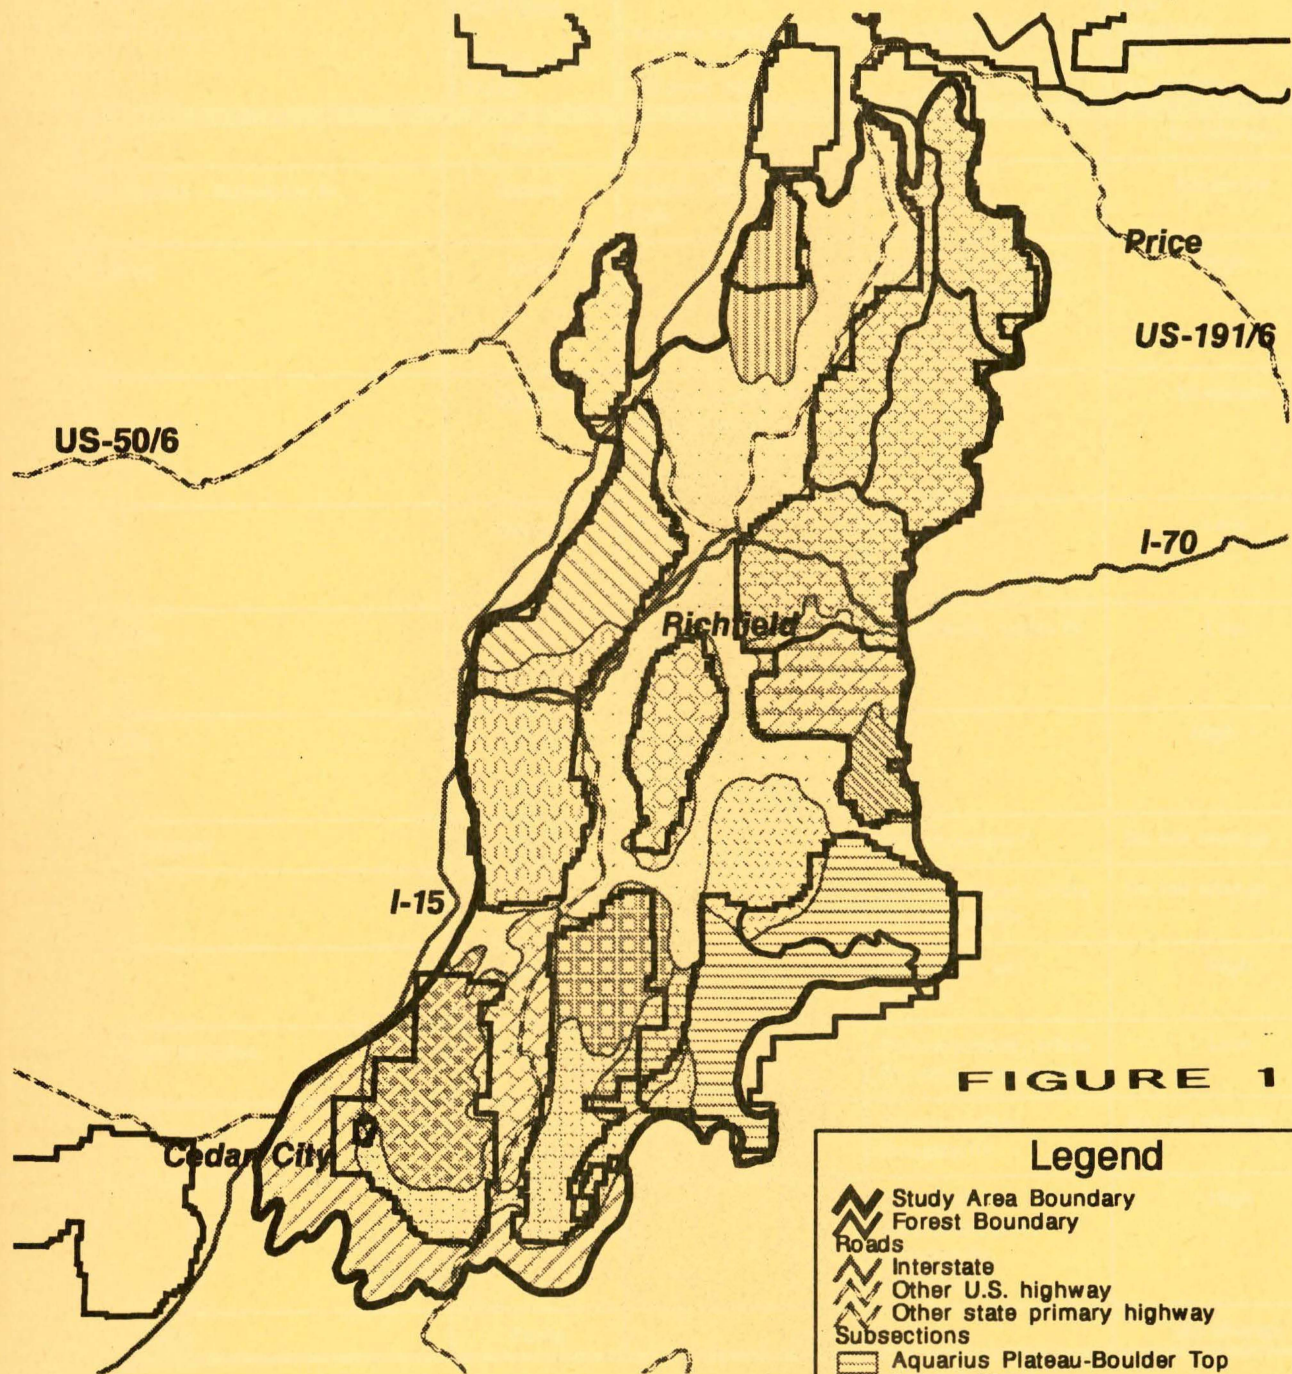 Price
US-191/6
US-50/6
I-70
Richfield
I-15
FIGURE 1
Cedar City
Legend
Study Area Boundary
Forest Boundary
Roads
Interstate
Other U.S. highway
Other state primary highway
Subsections
Aquarius Plateau-Boulder Top